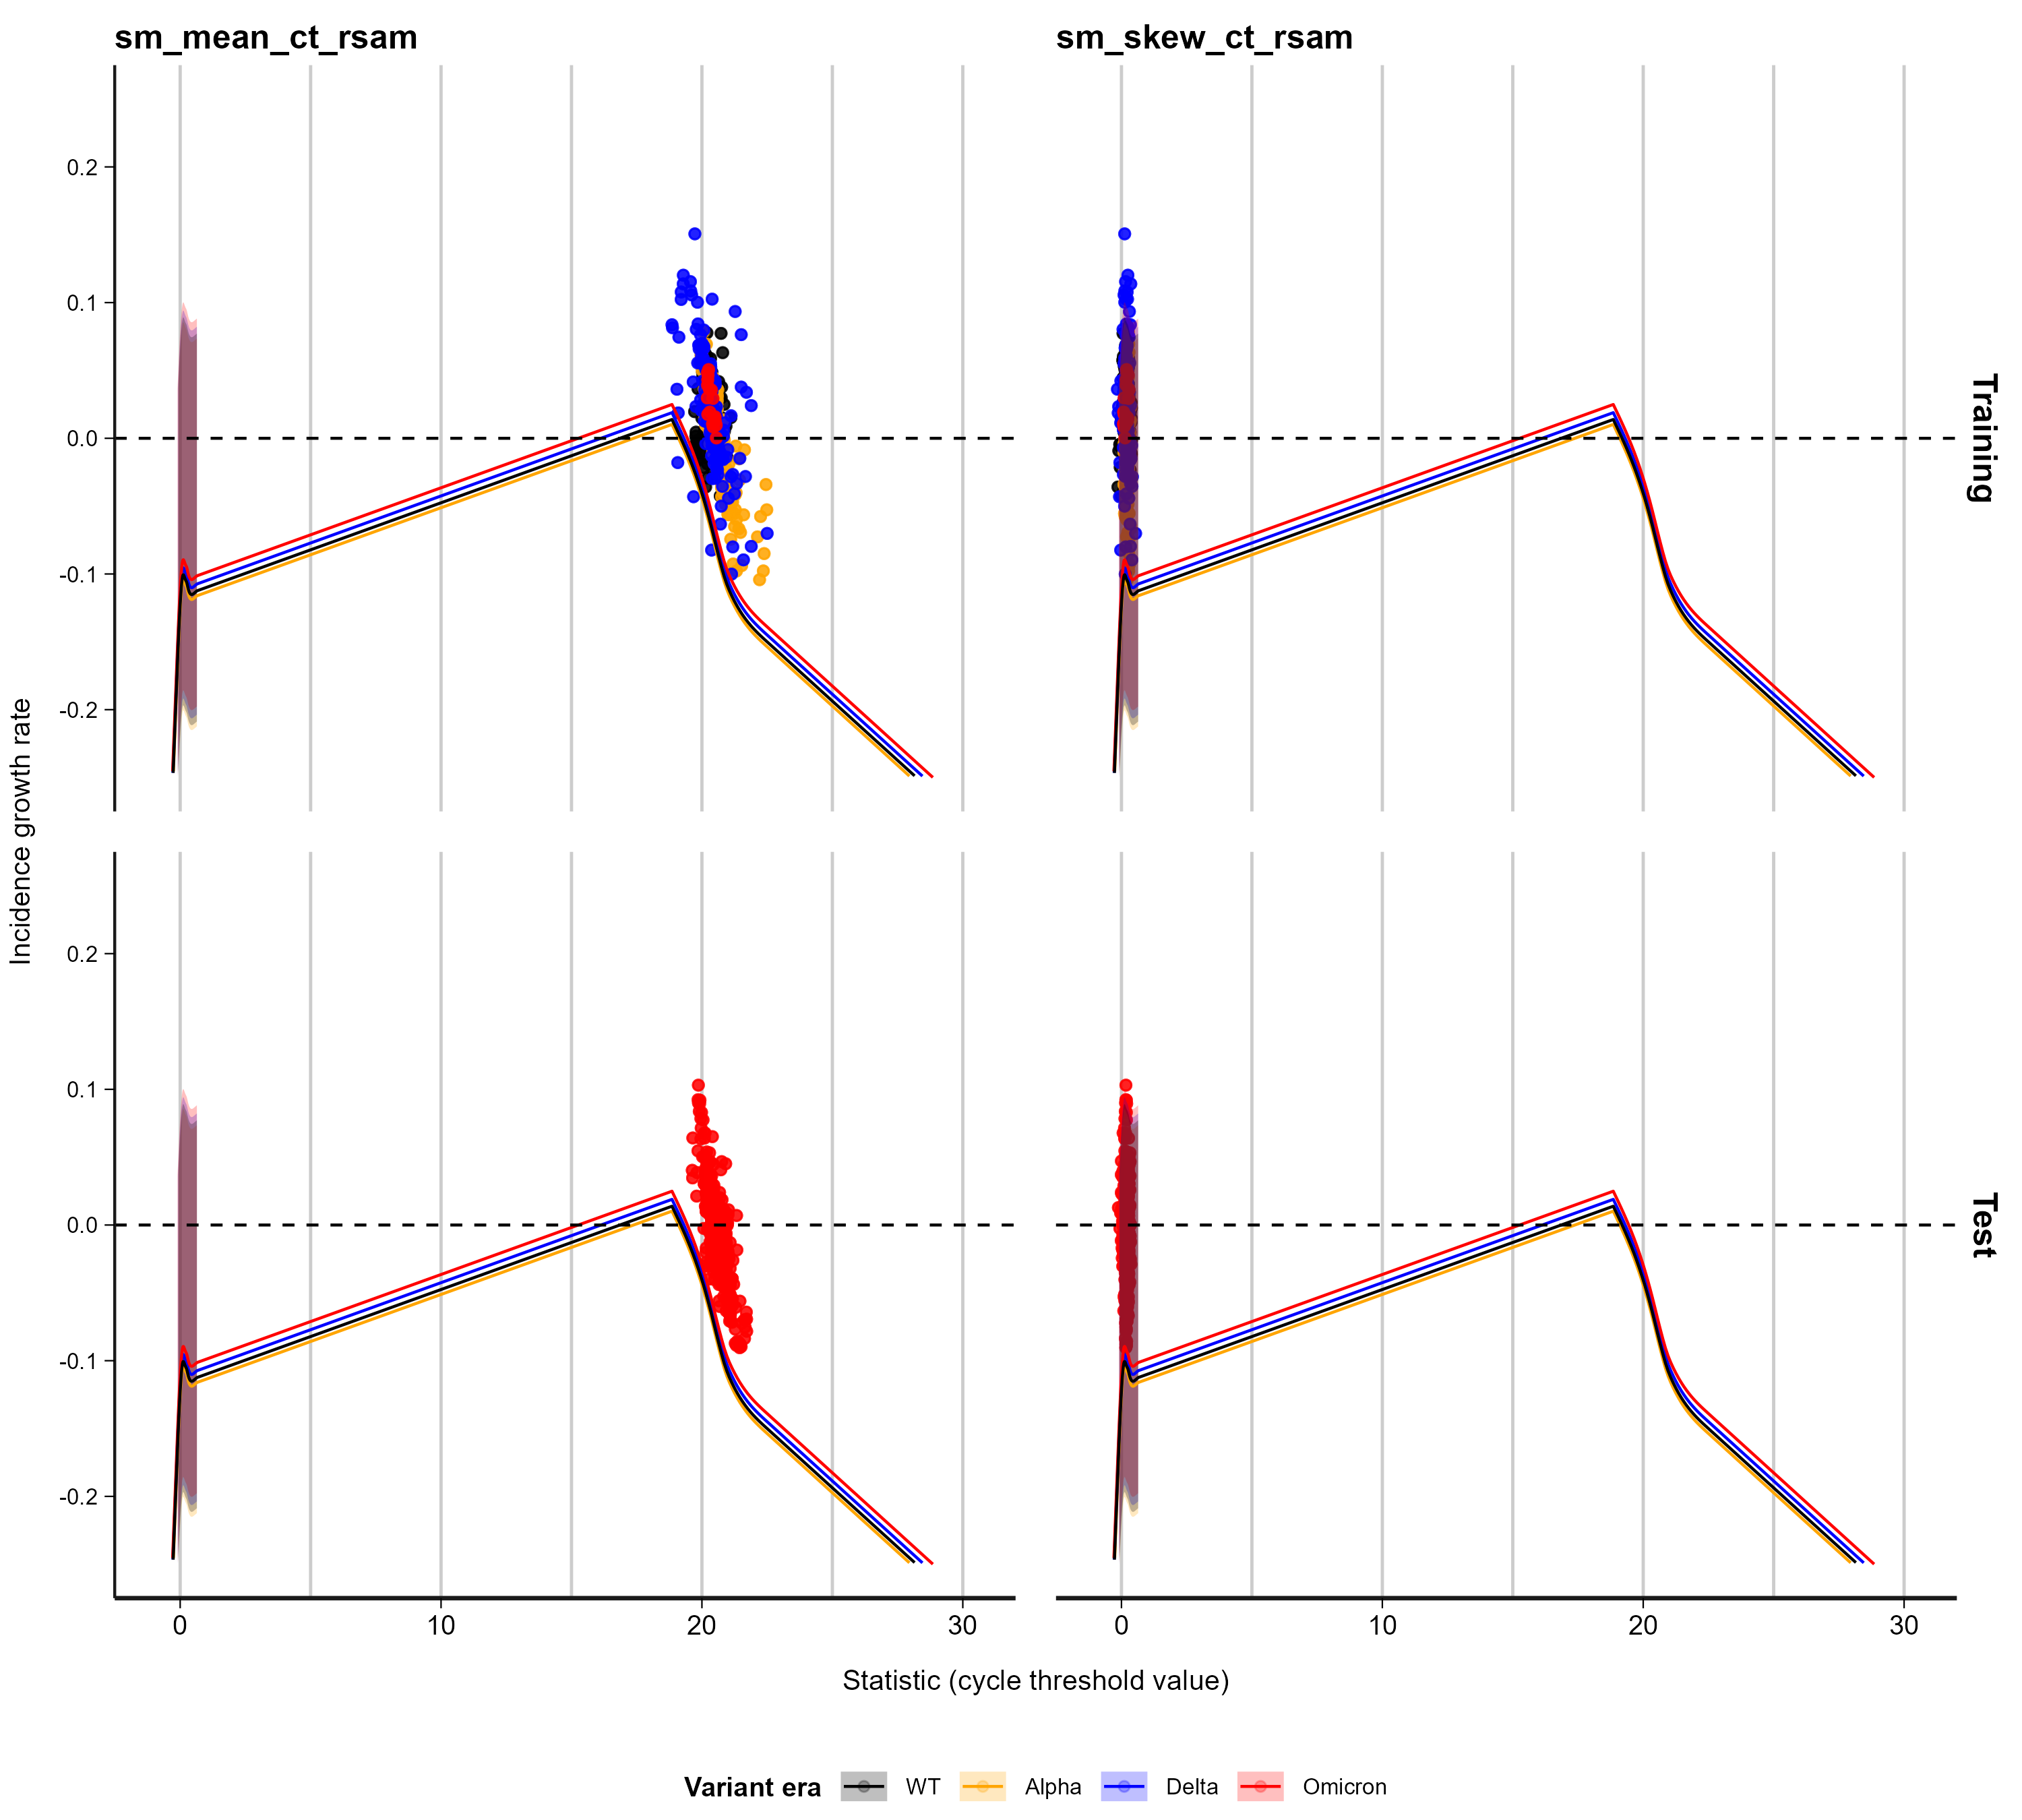 sm_mean_ct_rsam
sm_skew_ct_rsam
0.2
0.1
0.0
-0.1
-0.2
Training
Incidence growth rate
0.2
0.1
0.0
-0.1
-0.2
Test
0 10 20 30
0 10 20 30
Statistic (cycle threshold value)
Variant era WT Alpha Delta Omicron